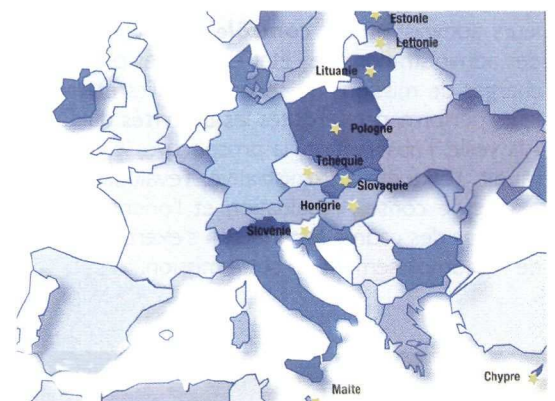 Estonie
Lettonie
Lituanie
Pologne
Tchéquie
Slovaquie
Hongrie
Slovénie
Chypre
Malte